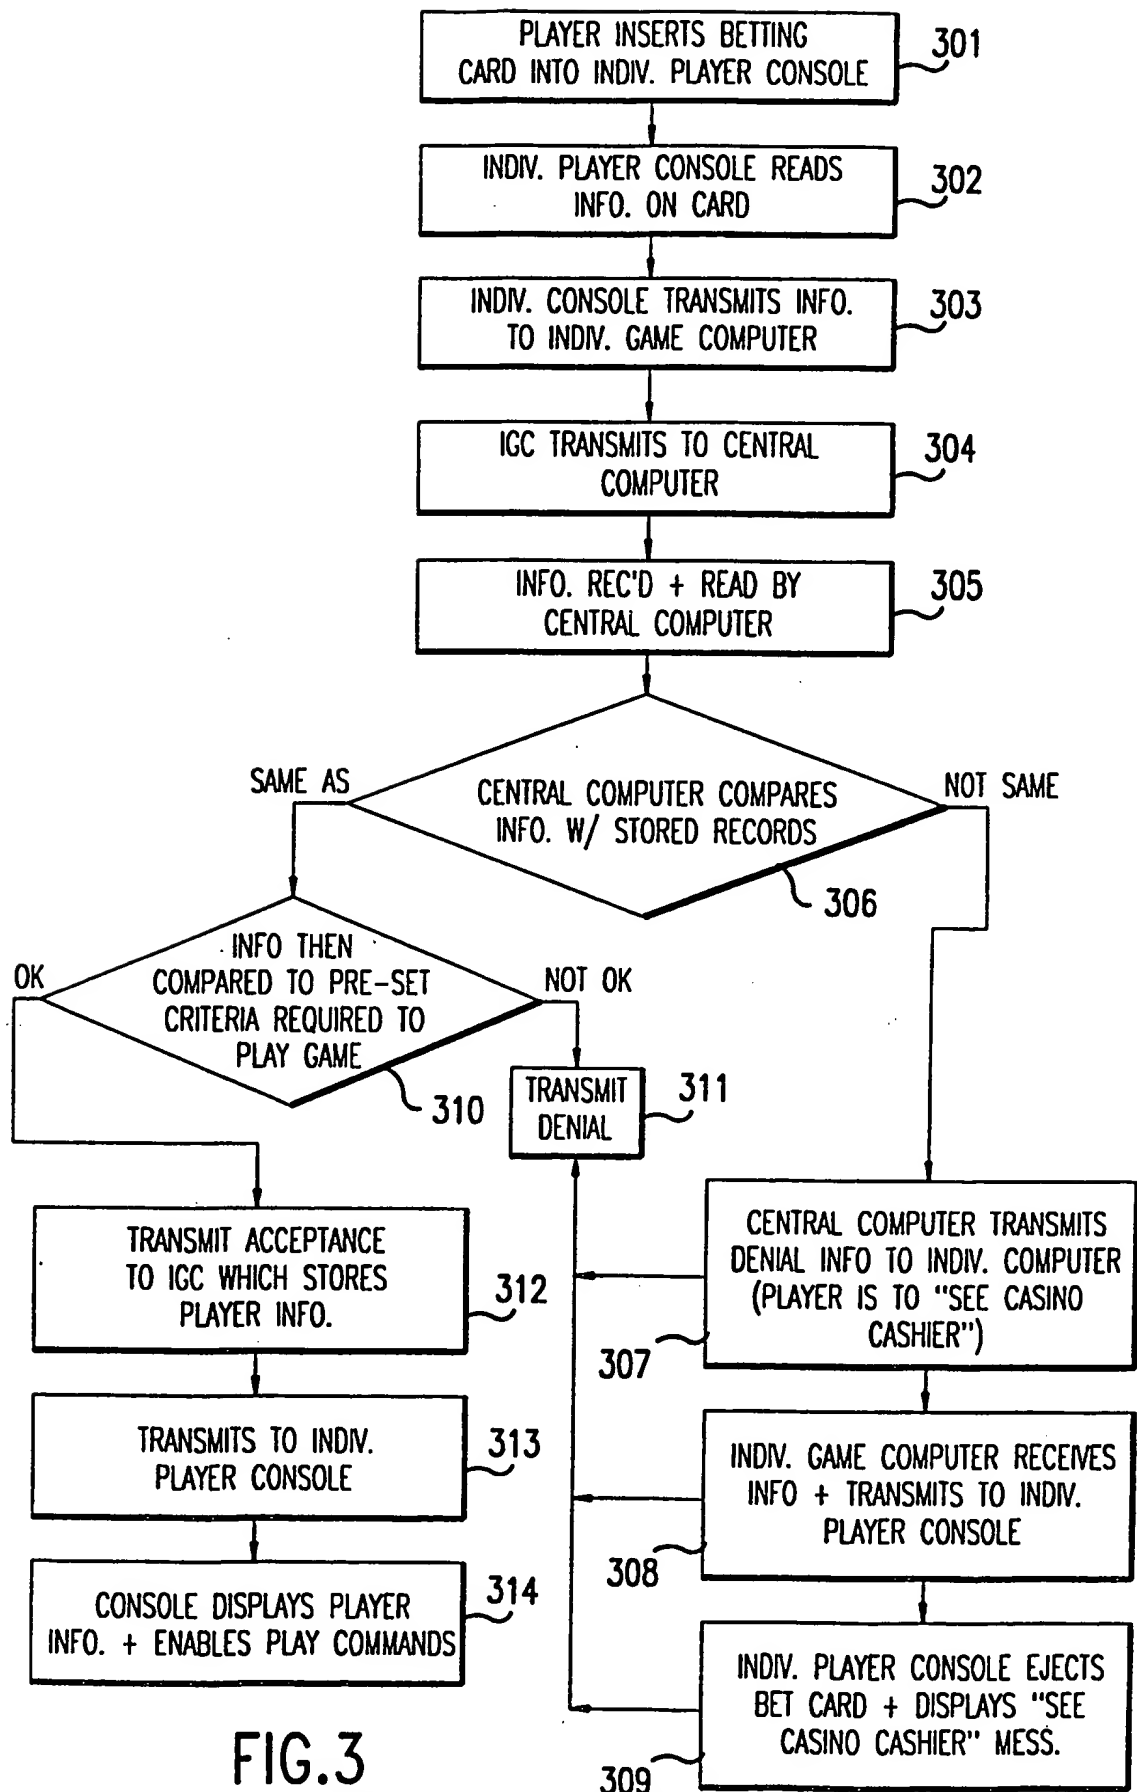 PLAYER INSERTS BETTING
CARD INTO INDIV. PLAYER CONSOLE
301
INDIV. PLAYER CONSOLE READS
INFO. ON CARD
302
INDIV. CONSOLE TRANSMITS INFO.
TO INDIV. GAME COMPUTER
303
IGC TRANSMITS TO CENTRAL
COMPUTER
304
INFO. REC'D + READ BY
CENTRAL COMPUTER
305
SAME AS
CENTRAL COMPUTER COMPARES
INFO. W/ STORED RECORDS
NOT SAME
306
OK
INFO THEN
COMPARED TO PRE-SET
CRITERIA REQUIRED TO
PLAY GAME
NOT OK
310
TRANSMIT
DENIAL
311
TRANSMIT ACCEPTANCE
TO IGC WHICH STORES
PLAYER INFO.
312
CENTRAL COMPUTER TRANSMITS
DENIAL INFO TO INDIV. COMPUTER
(PLAYER IS TO "SEE CASINO
CASHIER")
307
TRANSMITS TO INDIV.
PLAYER CONSOLE
313
INDIV. GAME COMPUTER RECEIVES
INFO + TRANSMITS TO INDIV.
PLAYER CONSOLE
308
CONSOLE DISPLAYS PLAYER
INFO. + ENABLES PLAY COMMANDS
314
INDIV. PLAYER CONSOLE EJECTS
BET CARD + DISPLAYS "SEE
CASINO CASHIER" MESS.
309
FIG.3